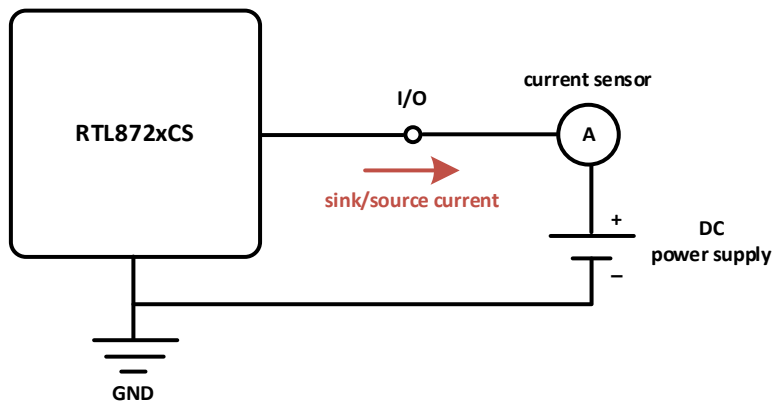 RTL872xCS
I/O
current sensor
A
sink/source current
+
DC
power supply
−
GND